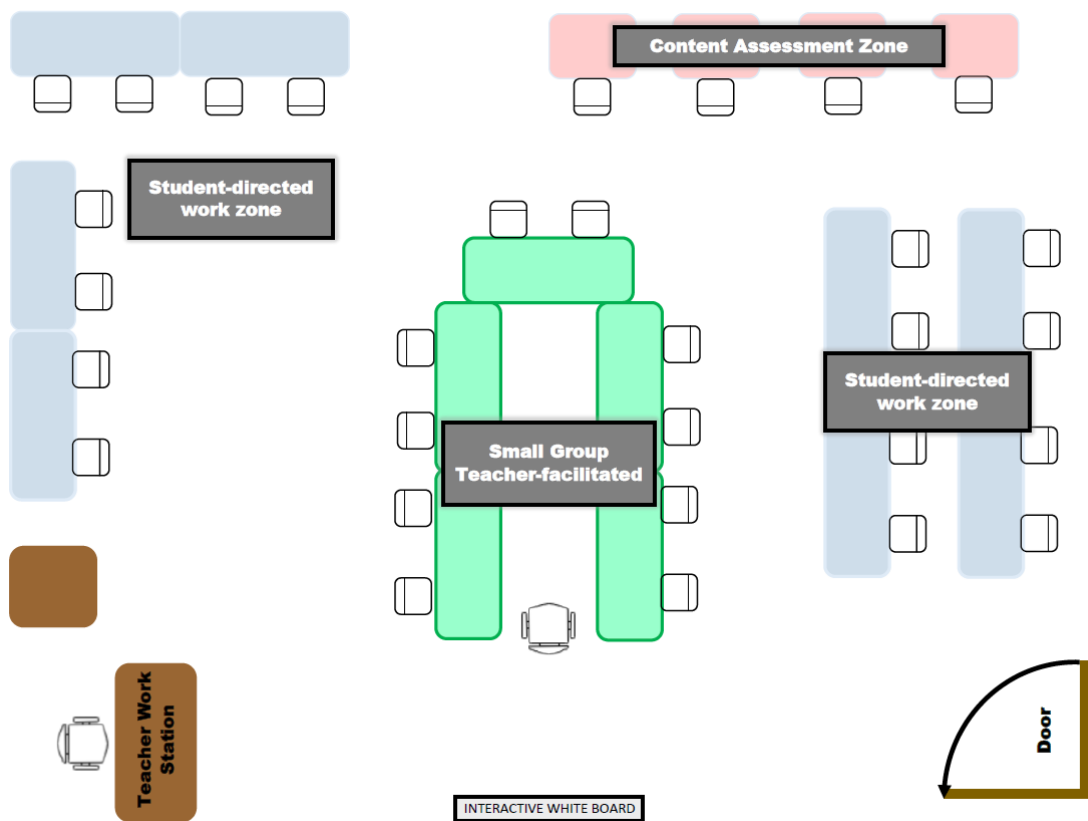 Content Assessment Zone
Student-directed
work zone
Student-directed
work zone
Small Group
Teacher-facilitated
Teacher Work
Station
Door
INTERACTIVE WHITE BOARD